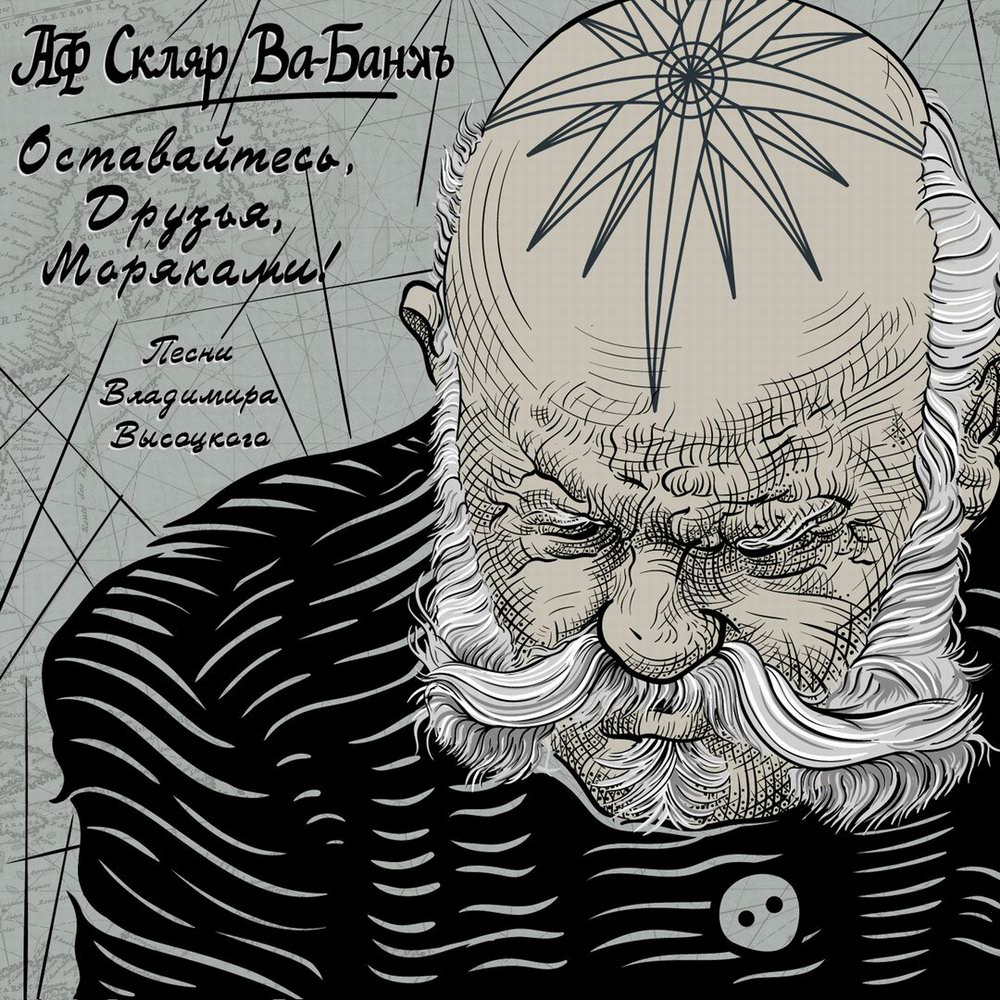 Аф Скляр/Ва-Банкъ
Оставайтесь,
Друзья,
Моряками!
Песни
Владимира
Высоцкого